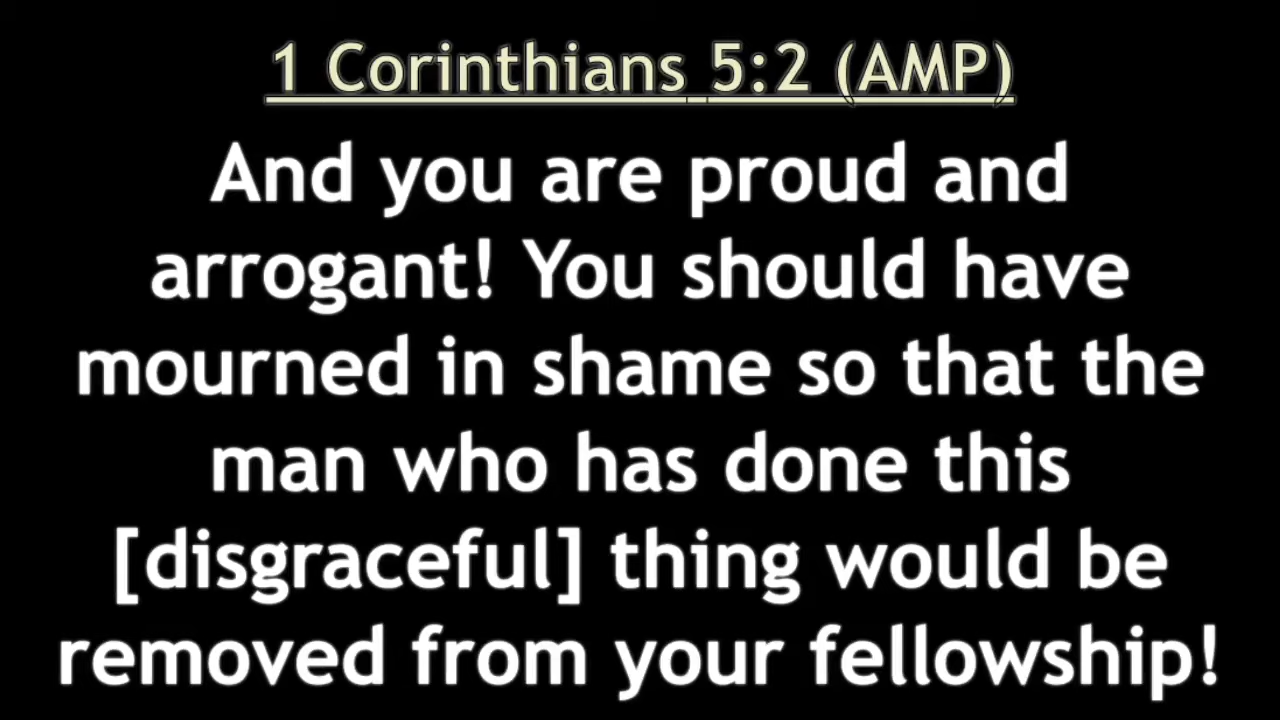 1 Corinthians 5:2 (AMP)
And you are proud and
arrogant! You should have
mourned in shame so that the
man who has done this
[disgraceful] thing would be
removed from your fellowship!